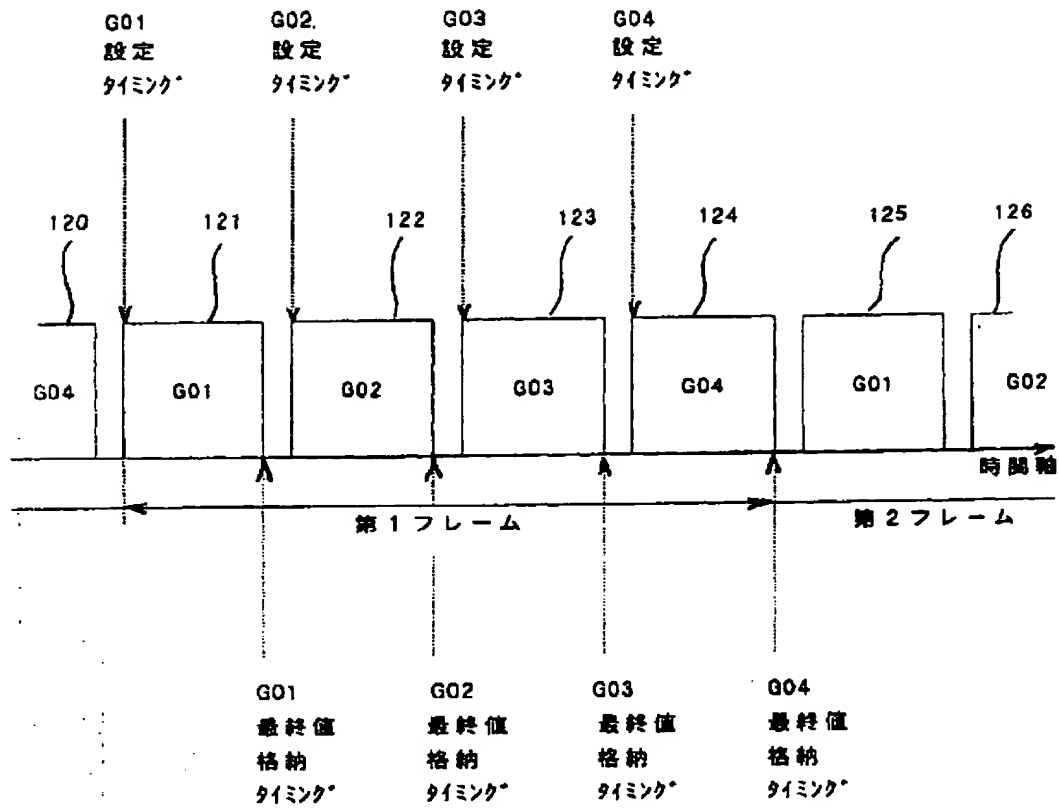 G01
設定
タイミング
G02.
設定
タイミング
G03
設定
タイミング
G04
設定
タイミング
120
121
122
123
124
125
126
G04
G01
G02
G03
G04
G01
G02
時間軸
第1フレーム
第2フレーム
G01
最終値
格納
タイミング
G02
最終値
格納
タイミング
G03
最終値
格納
タイミング
G04
最終値
格納
タイミング